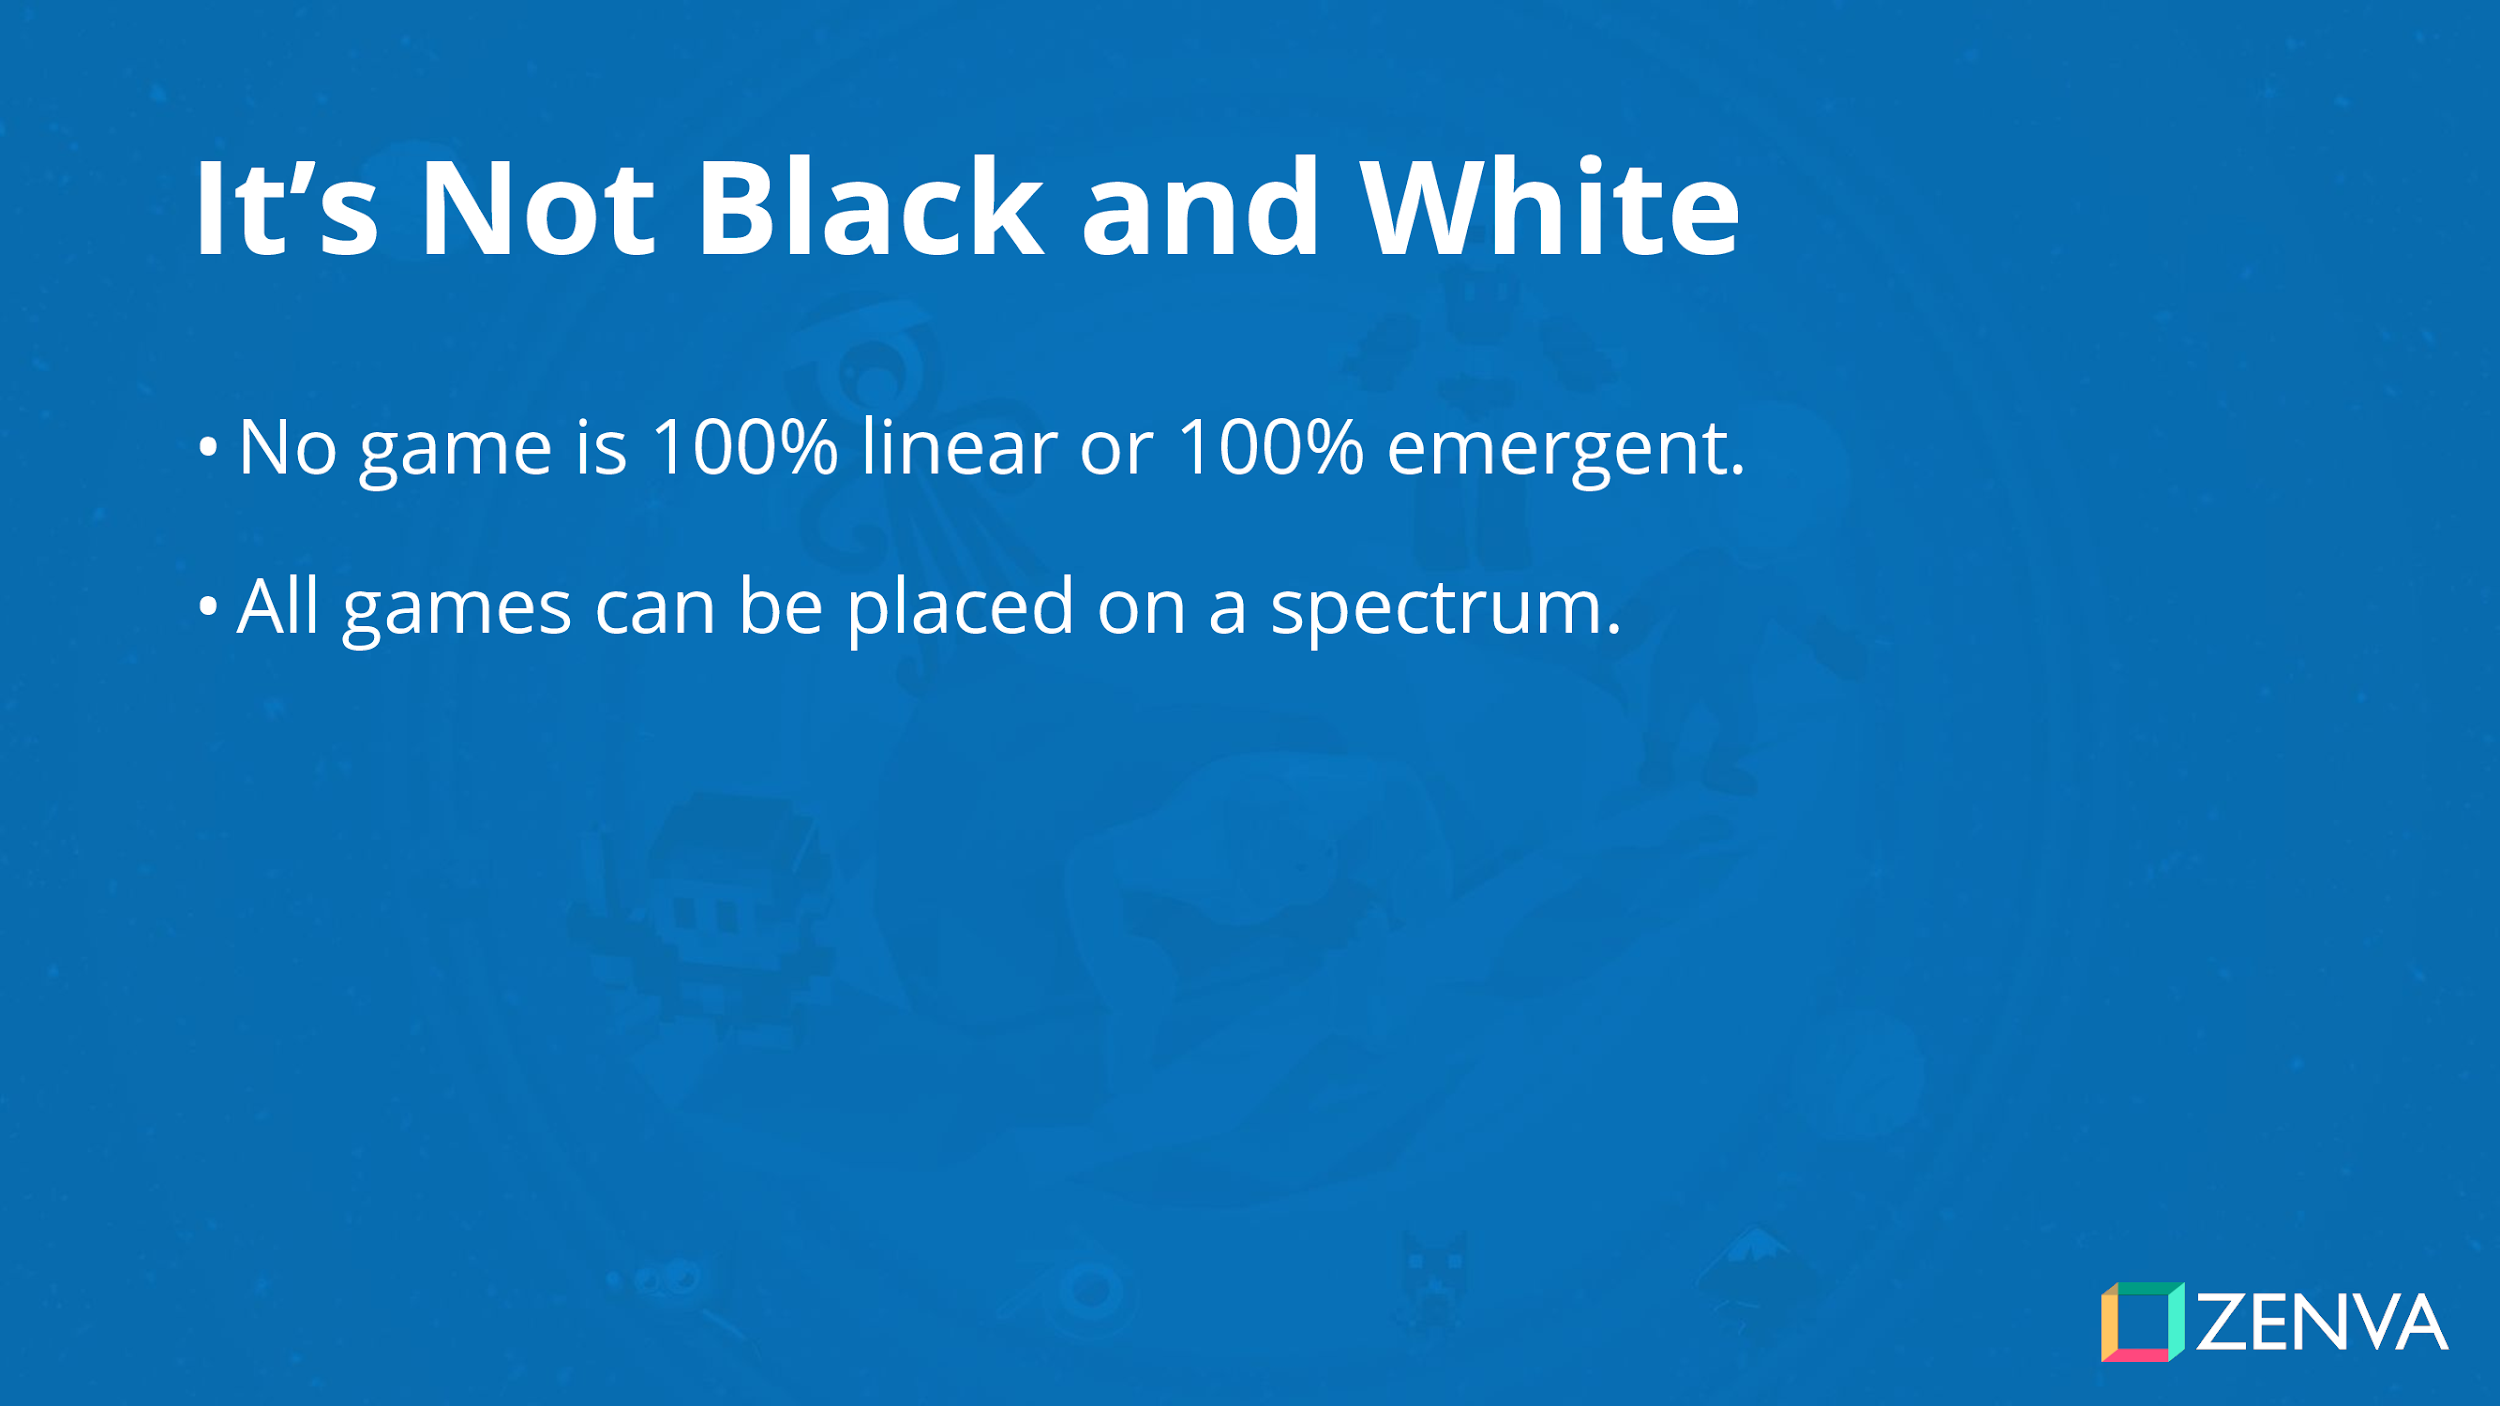 It’s Not Black and White
• No game is 100% linear or 100% emergent.
• All games can be placed on a spectrum.
ZENVA